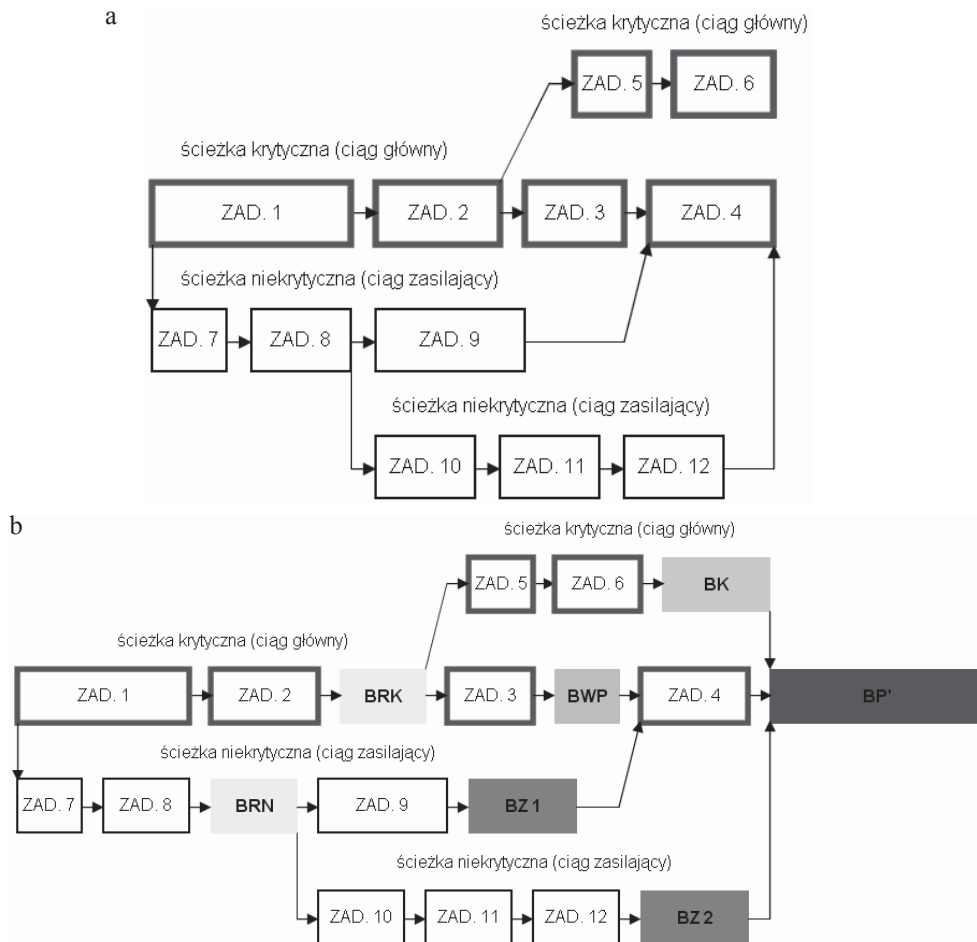 a
ścieżka krytyczna (ciąg główny)
ZAD. 5
ZAD. 6
ścieżka krytyczna (ciąg główny)
ZAD. 1
ZAD. 2
ZAD. 3
ZAD. 4
ścieżka niekrytyczna (ciąg zasilający)
ZAD. 7
ZAD. 8
ZAD. 9
ścieżka niekrytyczna (ciąg zasilający)
ZAD. 10
ZAD. 11
ZAD. 12
b
ścieżka krytyczna (ciąg główny)
ZAD. 5
ZAD. 6
BK
ścieżka krytyczna (ciąg główny)
ZAD. 1
ZAD. 2
BRK
ZAD. 3
BWP
ZAD. 4
BP'
ścieżka niekrytyczna (ciąg zasilający)
ZAD. 7
ZAD. 8
BRN
ZAD. 9
BZ 1
ścieżka niekrytyczna (ciąg zasilający)
ZAD. 10
ZAD. 11
ZAD. 12
BZ 2